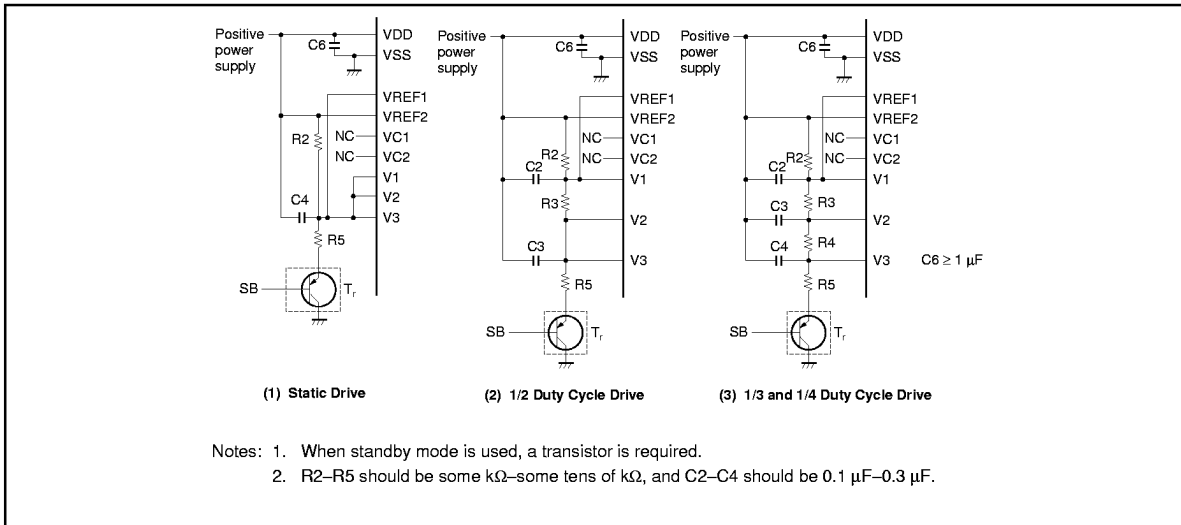 Positive
power
supply
C6
VDD
VSS
VREF1
VREF2
R2
NC
VC1
NC
VC2
V1
V2
C4
V3
R5
SB
Tr
(1) Static Drive
Positive
power
supply
C6
VDD
VSS
VREF1
VREF2
NC
VC1
R2
NC
VC2
C2
V1
R3
V2
C3
V3
R5
SB
Tr
(2) 1/2 Duty Cycle Drive
Positive
power
supply
C6
VDD
VSS
VREF1
VREF2
NC
VC1
R2
NC
VC2
C2
V1
R3
C3
V2
R4
C4
V3
R5
SB
Tr
C6 ≥ 1 μF
(3) 1/3 and 1/4 Duty Cycle Drive
Notes: 1. When standby mode is used, a transistor is required.
2. R2–R5 should be some kΩ–some tens of kΩ, and C2–C4 should be 0.1 μF–0.3 μF.